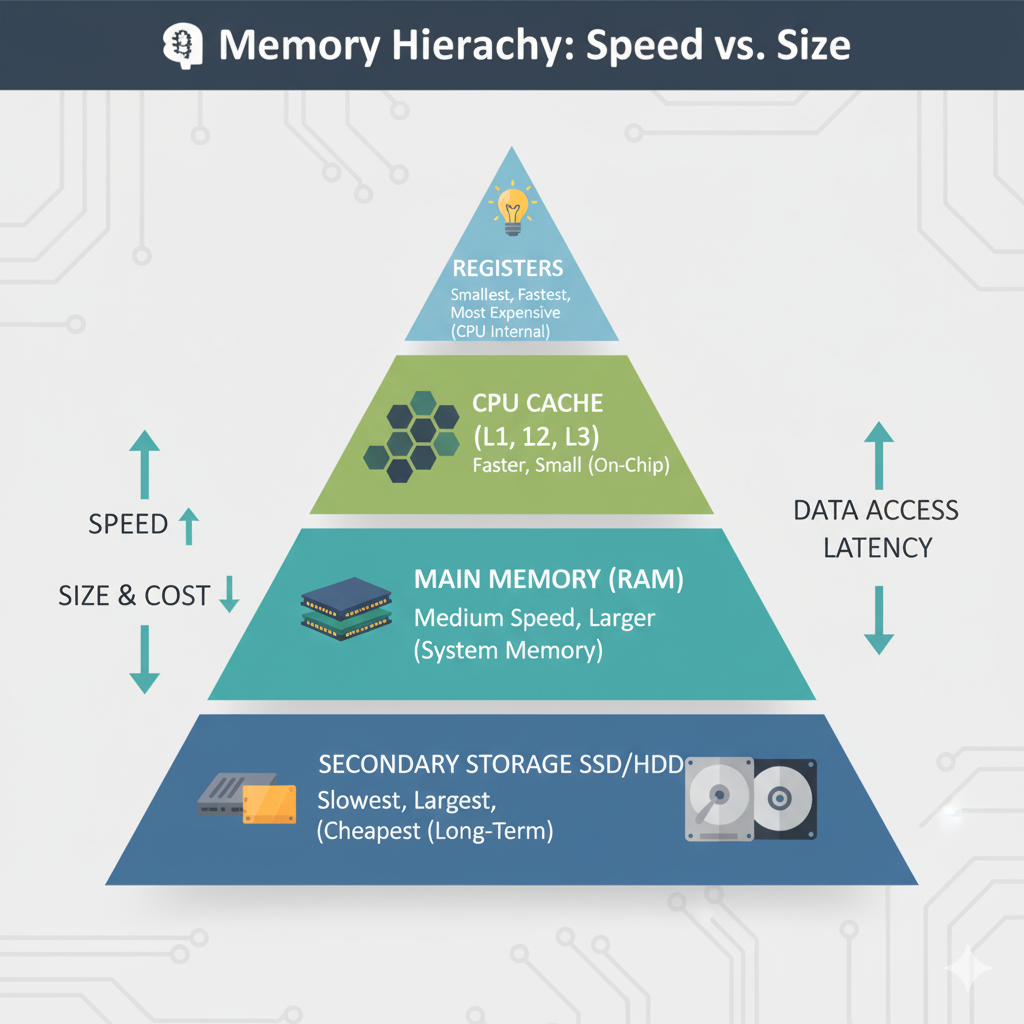 Memory Hierachy: Speed vs. Size
REGISTERS
Smallest, Fastest,
Most Expensive
(CPU Internal)
CPU CACHE
(L1, 12, L3)
Faster, Small (On-Chip)
SPEED
SIZE & COST
DATA ACCESS
LATENCY
MAIN MEMORY (RAM)
Medium Speed, Larger
(System Memory)
SECONDARY STORAGE SSD/HDD
Slowest, Largest,
(Cheapest (Long-Term)